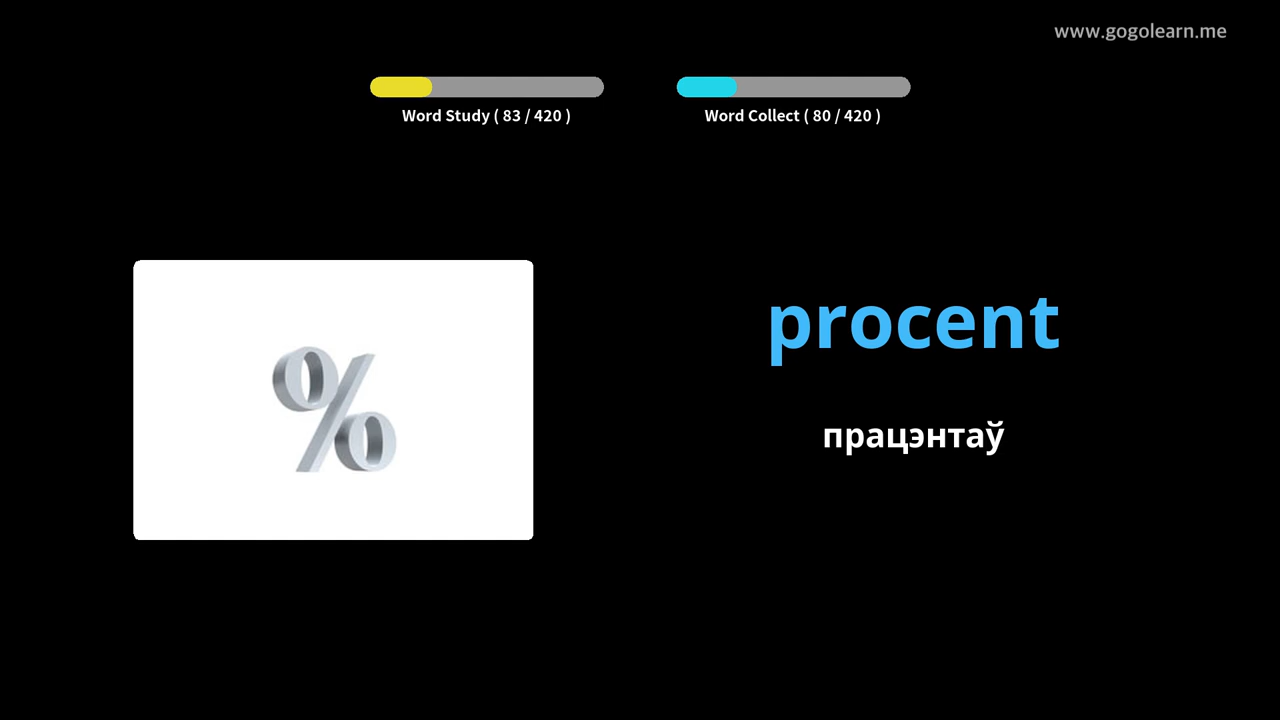 www.gogolearn.me
Word Study ( 83 / 420 )
Word Collect ( 80 / 420 )
%
procent
працэнтаў